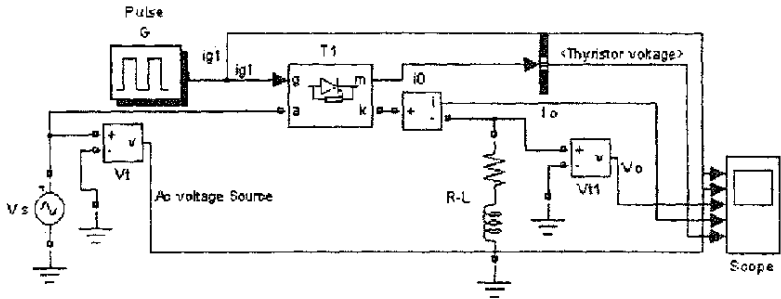 Pulse
G
ig1
ig1
T1
g
m
a
k
i0
<Thyristor voltage>
+
-
i
Io
+
-
v
Vt
Ac voltage Source
Vs
R-L
+
-
v
Vt1
Vo
Scope